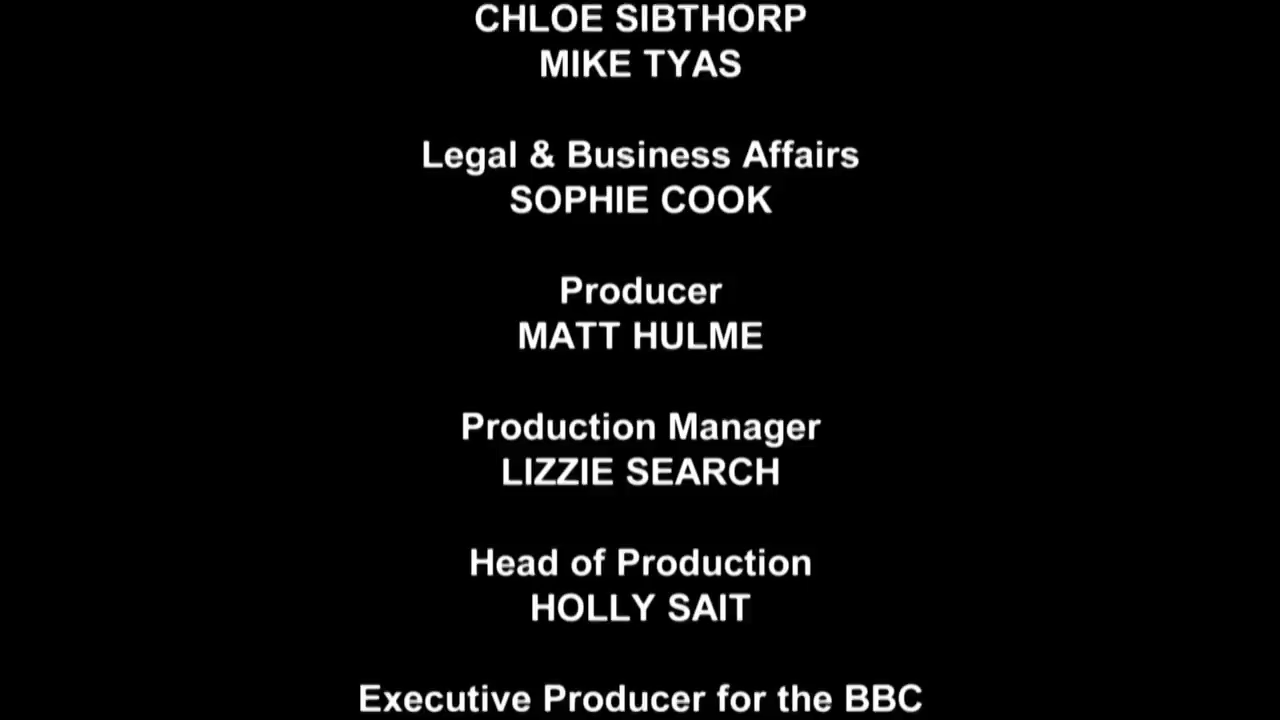 CHLOE SIBTHORP
MIKE TYAS
Legal & Business Affairs
SOPHIE COOK
Producer
MATT HULME
Production Manager
LIZZIE SEARCH
Head of Production
HOLLY SAIT
Executive Producer for the BBC